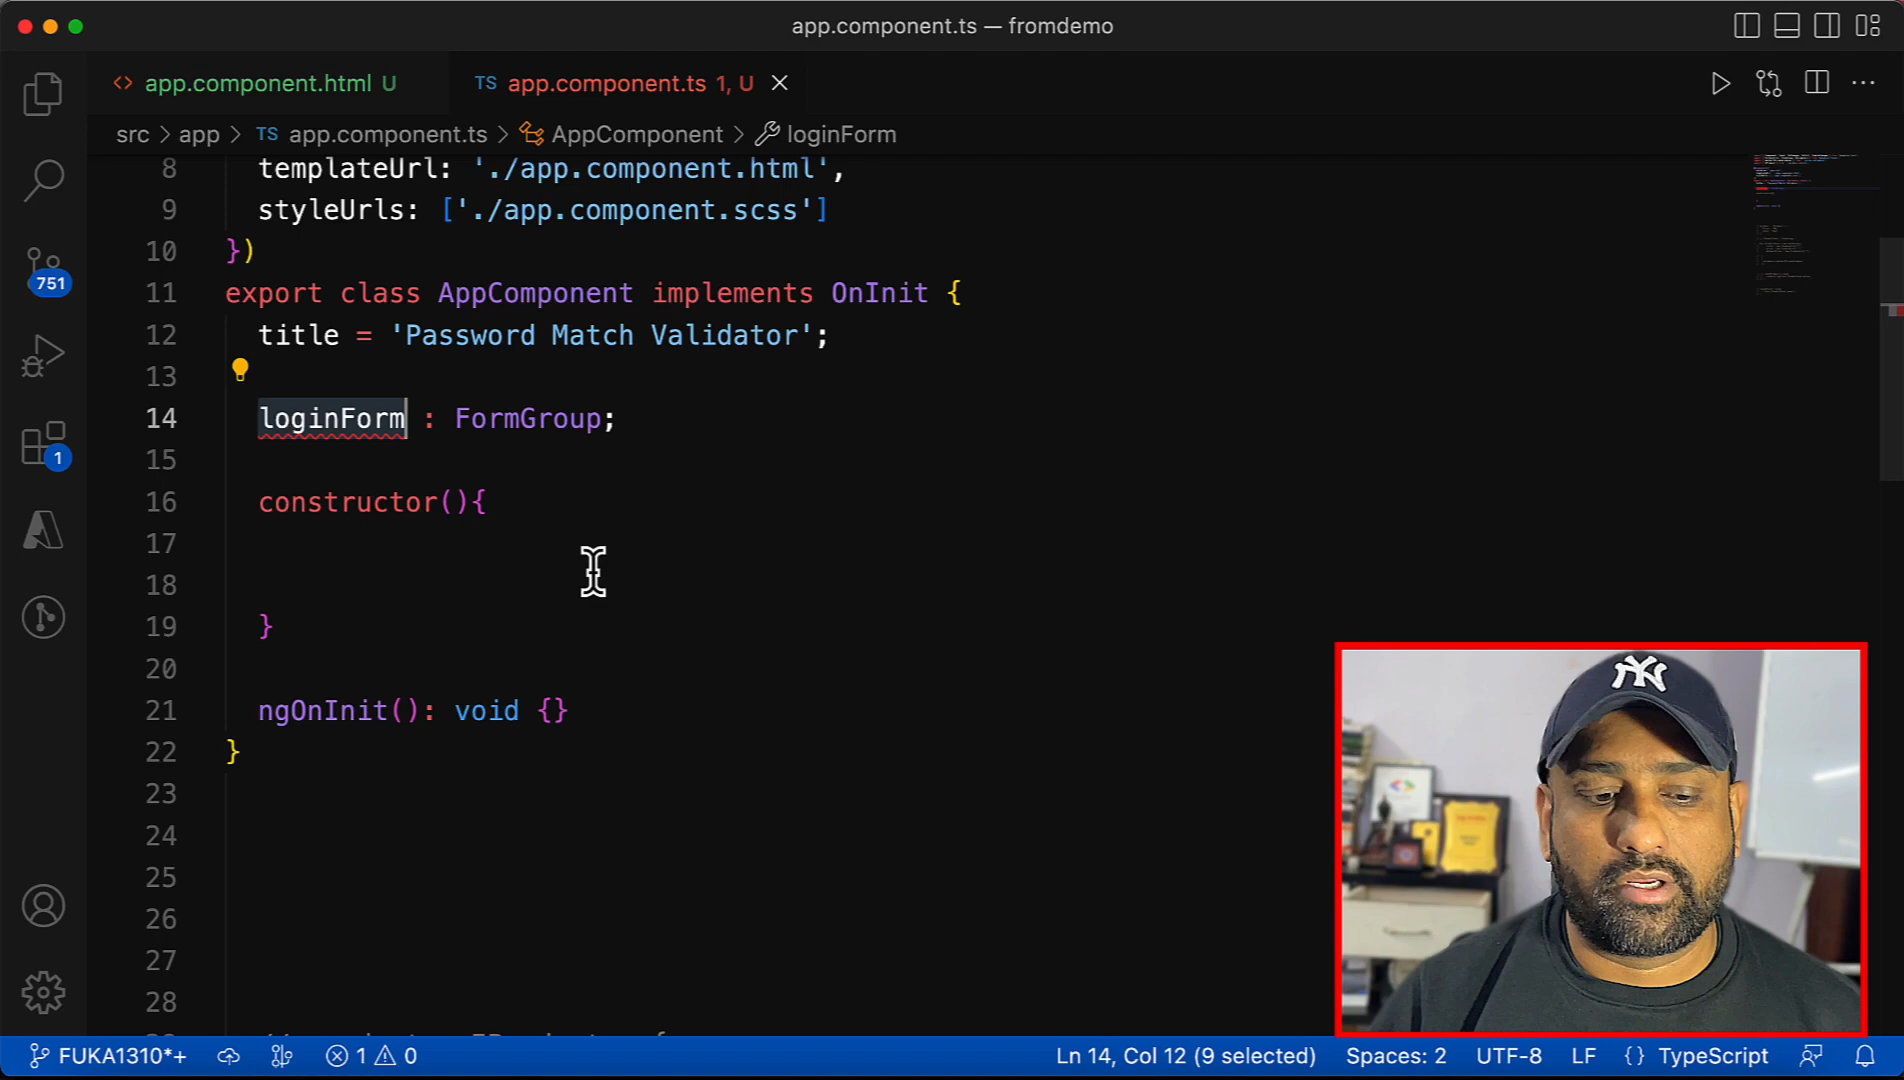 app.component.ts — fromdemo
app.component.html U
TS app.component.ts 1, U
src > app > TS app.component.ts > AppComponent > loginForm
8 templateUrl: './app.component.html',
9 styleUrls: ['./app.component.scss']
10 })
11 export class AppComponent implements OnInit {
12 title = 'Password Match Validator';
13
14 loginForm : FormGroup;
15
16 constructor(){
17
18
19 }
20
21 ngOnInit(): void {}
22 }
23
24
25
26
27
28
751
1
NY
FUKA1310*+
1 0
Ln 14, Col 12 (9 selected)
Spaces: 2
UTF-8
LF
{} TypeScript